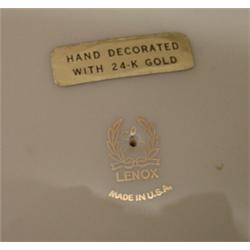 HAND DECORATED
WITH 24-K GOLD
LENOX
MADE IN U.S.A.